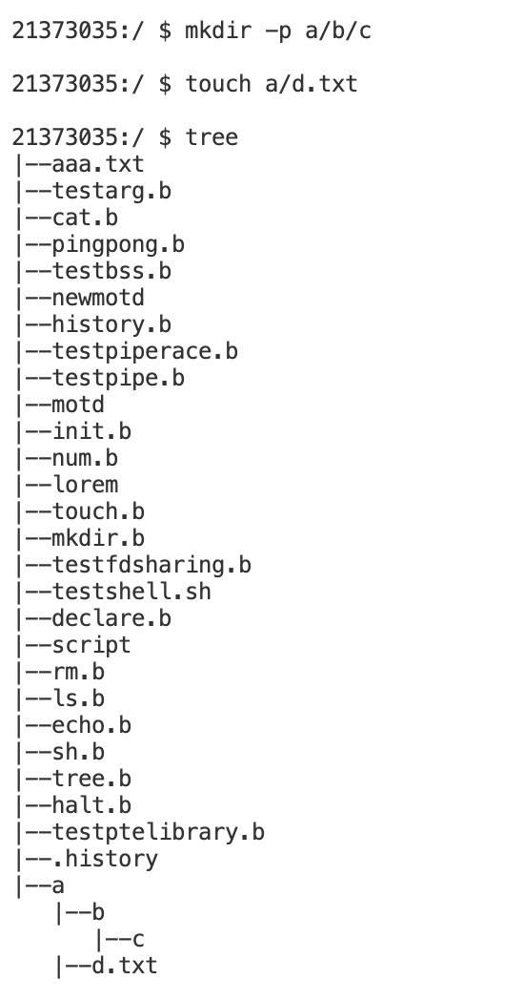 21373035:/ $ mkdir -p a/b/c
21373035:/ $ touch a/d.txt
21373035:/ $ tree
|--aaa.txt
|--testarg.b
|--cat.b
|--pingpong.b
|--testbss.b
|--newmotd
|--history.b
|--testpiperace.b
|--testpipe.b
|--motd
|--init.b
|--num.b
|--lorem
|--touch.b
|--mkdir.b
|--testfdsharing.b
|--testshell.sh
|--declare.b
|--script
|--rm.b
|--ls.b
|--echo.b
|--sh.b
|--tree.b
|--halt.b
|--testptelibrary.b
|--.history
|--a
   |--b
      |--c
   |--d.txt